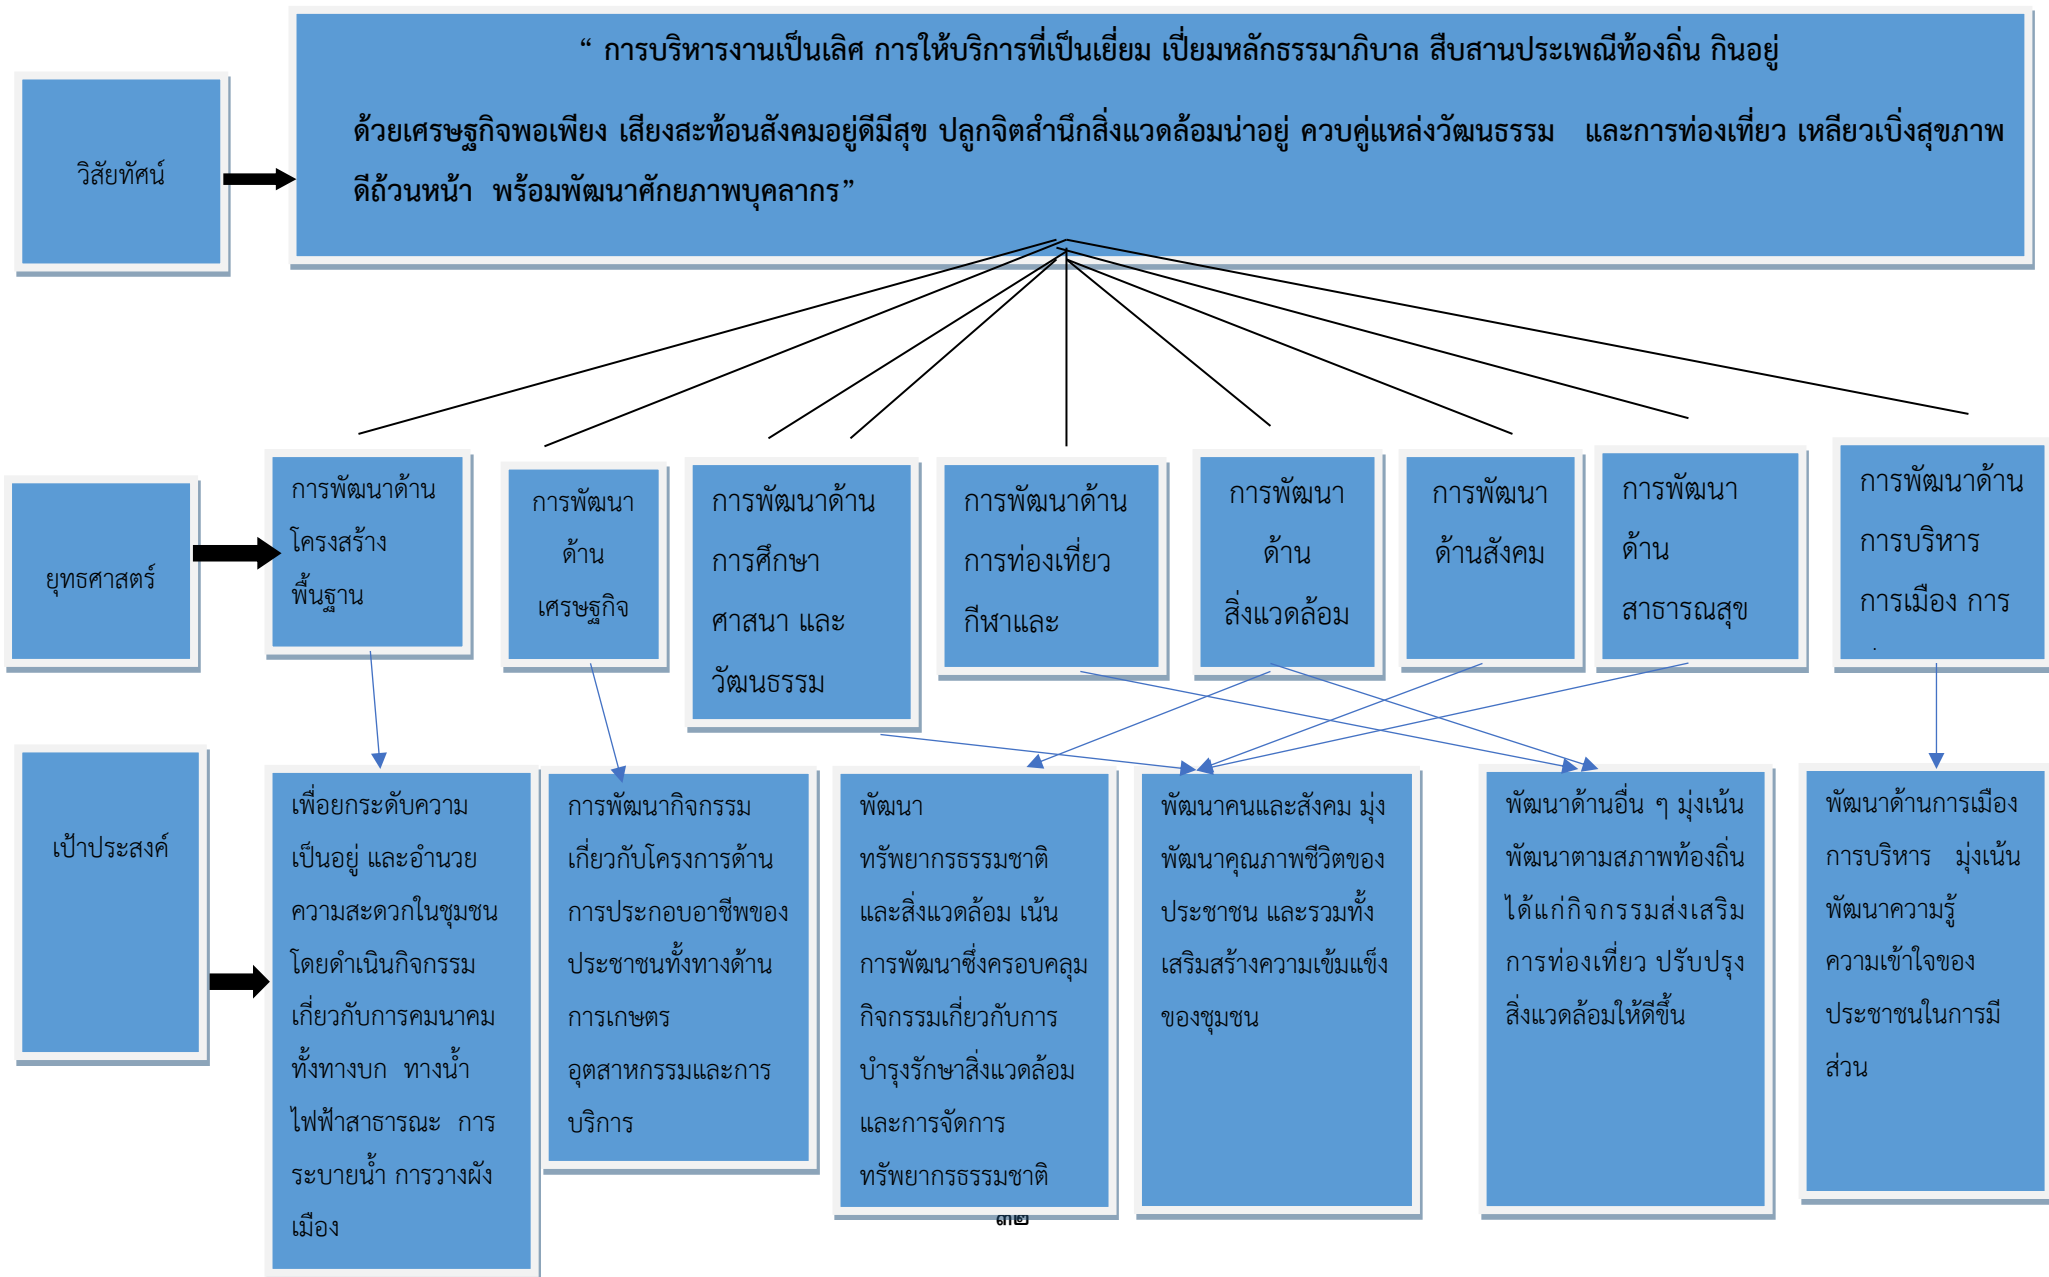 “ การบริหารงานเป็นเลิศ การให้บริการที่เป็นเยี่ยม เปี่ยมหลักธรรมาภิบาล สืบสานประเพณีท้องถิ่น กินอยู่
ด้วยเศรษฐกิจพอเพียง เสียงสะท้อนสังคมอยู่ดีมีสุข ปลูกจิตสำนึกสิ่งแวดล้อมน่าอยู่ ควบคู่แหล่งวัฒนธรรม และการท่องเที่ยว เหลียวเบิ่งสุขภาพ
ดีถ้วนหน้า พร้อมพัฒนาศักยภาพบุคลากร”
วิสัยทัศน์
ยุทธศาสตร์
การพัฒนาด้าน
โครงสร้าง
พื้นฐาน
การพัฒนา
ด้าน
เศรษฐกิจ
การพัฒนาด้าน
การศึกษา
ศาสนา และ
วัฒนธรรม
การพัฒนาด้าน
การท่องเที่ยว
กีฬาและ
การพัฒนา
ด้าน
สิ่งแวดล้อม
การพัฒนา
ด้านสังคม
การพัฒนา
ด้าน
สาธารณสุข
การพัฒนาด้าน
การบริหาร
การเมือง การ
เป้าประสงค์
เพื่อยกระดับความ
เป็นอยู่ และอำนวย
ความสะดวกในชุมชน
โดยดำเนินกิจกรรม
เกี่ยวกับการคมนาคม
ทั้งทางบก ทางน้ำ
ไฟฟ้าสาธารณะ การ
ระบายน้ำ การวางผัง
เมือง
การพัฒนากิจกรรม
เกี่ยวกับโครงการด้าน
การประกอบอาชีพของ
ประชาชนทั้งทางด้าน
การเกษตร
อุตสาหกรรมและการ
บริการ
พัฒนา
ทรัพยากรธรรมชาติ
และสิ่งแวดล้อม เน้น
การพัฒนาซึ่งครอบคลุม
กิจกรรมเกี่ยวกับการ
บำรุงรักษาสิ่งแวดล้อม
และการจัดการ
ทรัพยากรธรรมชาติ
พัฒนาคนและสังคม มุ่ง
พัฒนาคุณภาพชีวิตของ
ประชาชน และรวมทั้ง
เสริมสร้างความเข้มแข็ง
ของชุมชน
พัฒนาด้านอื่น ๆ มุ่งเน้น
พัฒนาตามสภาพท้องถิ่น
ได้แก่กิจกรรมส่งเสริม
การท่องเที่ยว ปรับปรุง
สิ่งแวดล้อมให้ดีขึ้น
พัฒนาด้านการเมือง
การบริหาร มุ่งเน้น
พัฒนาความรู้
ความเข้าใจของ
ประชาชนในการมี
ส่วน
๓๒